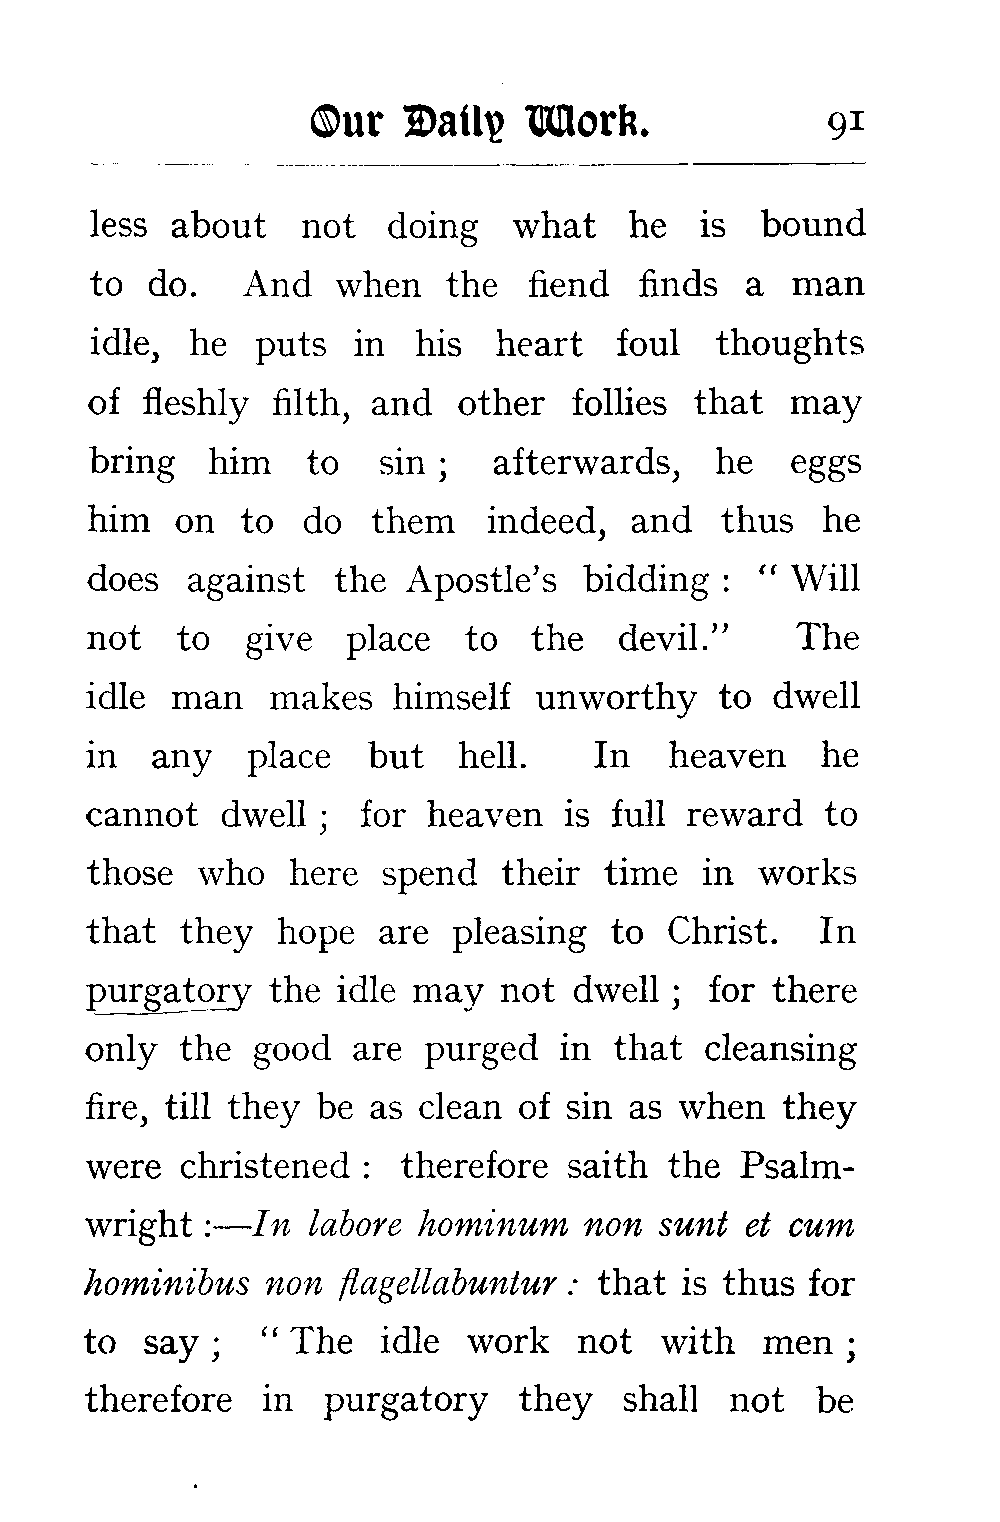 Our Daily Work. 91
less about not doing what he is bound
to do. And when the fiend finds a man
idle, he puts in his heart foul thoughts
of fleshly filth, and other follies that may
bring him to sin ; afterwards, he eggs
him on to do them indeed, and thus he
does against the Apostle's bidding : " Will
not to give place to the devil." The
idle man makes himself unworthy to dwell
in any place but hell. In heaven he
cannot dwell ; for heaven is full reward to
those who here spend their time in works
that they hope are pleasing to Christ. In
purgatory the idle may not dwell ; for there
only the good are purged in that cleansing
fire, till they be as clean of sin as when they
were christened : therefore saith the Psalm-
wright :—In labore hominum non sunt et cum
hominibus non flagellabuntur : that is thus for
to say ; " The idle work not with men ;
therefore in purgatory they shall not be